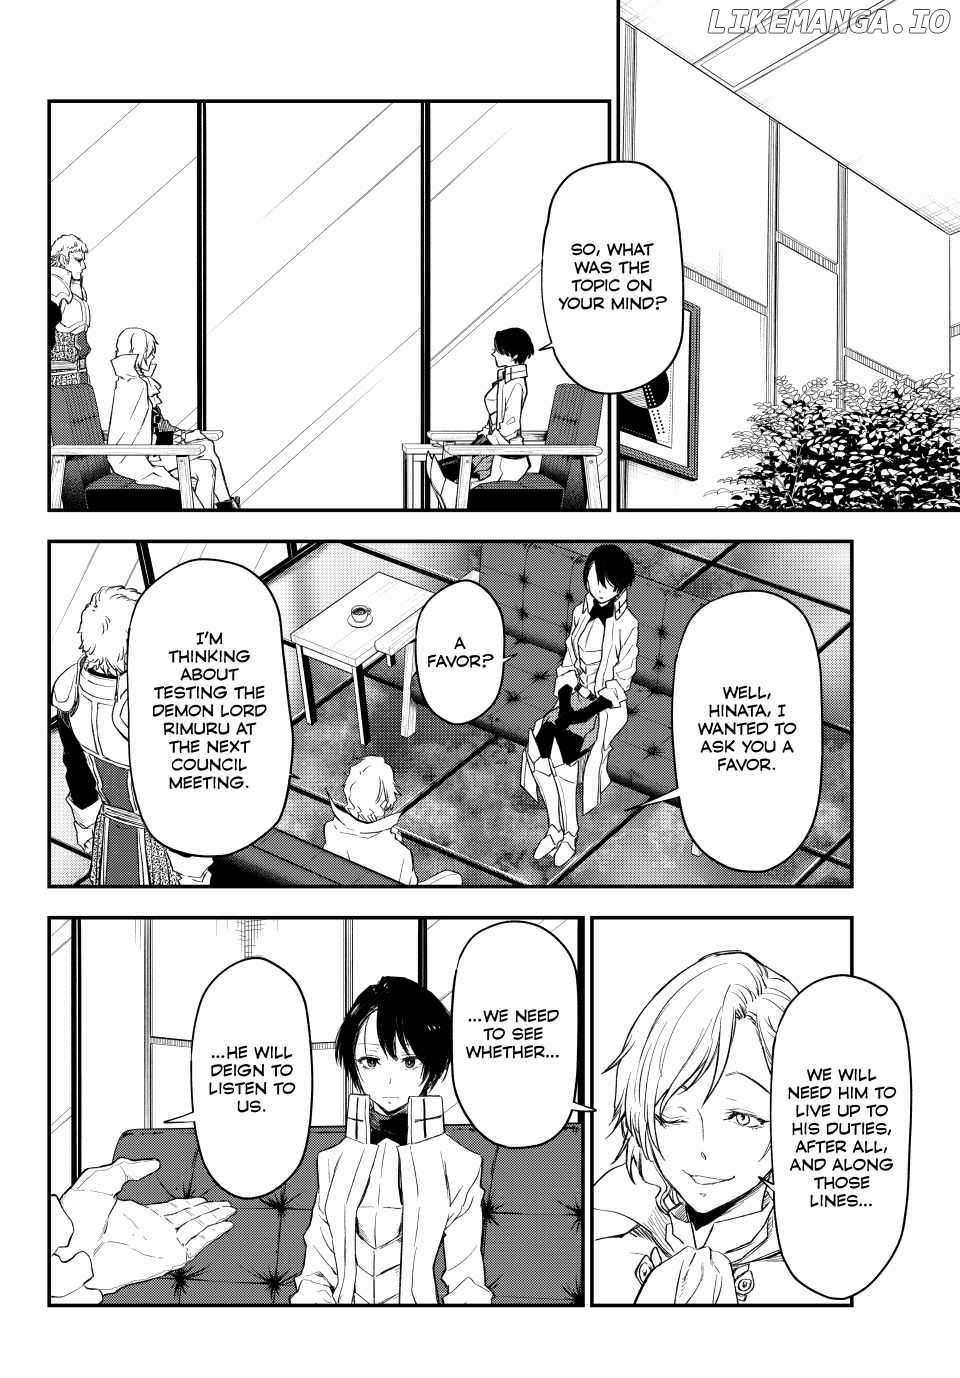 LIKEMANGA.IO
SO, WHAT
WAS THE
TOPIC ON
YOUR MIND?
WELL,
HINATA, I
WANTED TO
ASK YOU A
FAVOR.
A
FAVOR?
I'M
THINKING
ABOUT
TESTING THE
DEMON LORD
RIMURU AT
THE NEXT
COUNCIL
MEETING.
WE WILL
NEED HIM TO
LIVE UP TO
HIS DUTIES,
AFTER ALL,
AND ALONG
THOSE
LINES...
...WE NEED
TO SEE
WHETHER...
...HE WILL
DEIGN TO
LISTEN TO
US.